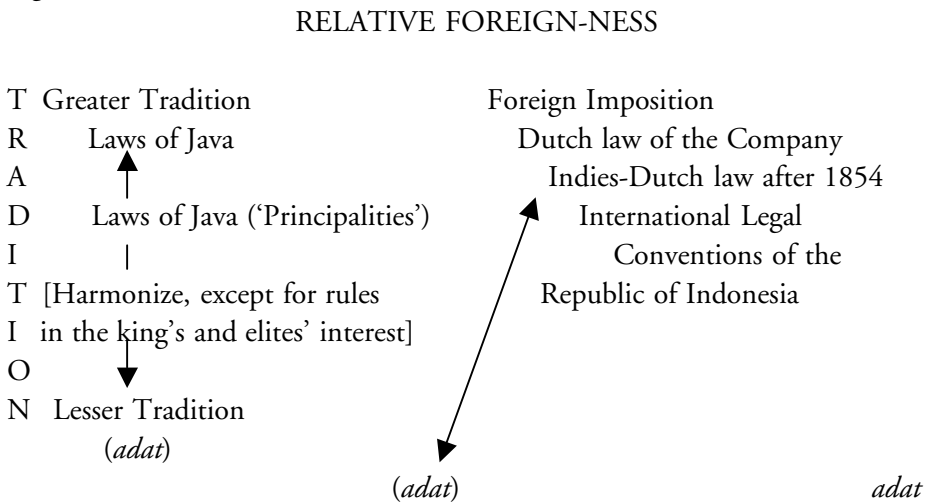 RELATIVE FOREIGN-NESS
T Greater Tradition Foreign Imposition
R Laws of Java Dutch law of the Company
A Indies-Dutch law after 1854
D Laws of Java (‘Principalities’) International Legal
I Conventions of the
T [Harmonize, except for rules Republic of Indonesia
I in the king’s and elites’ interest]
O
N Lesser Tradition
(adat)
(adat) adat